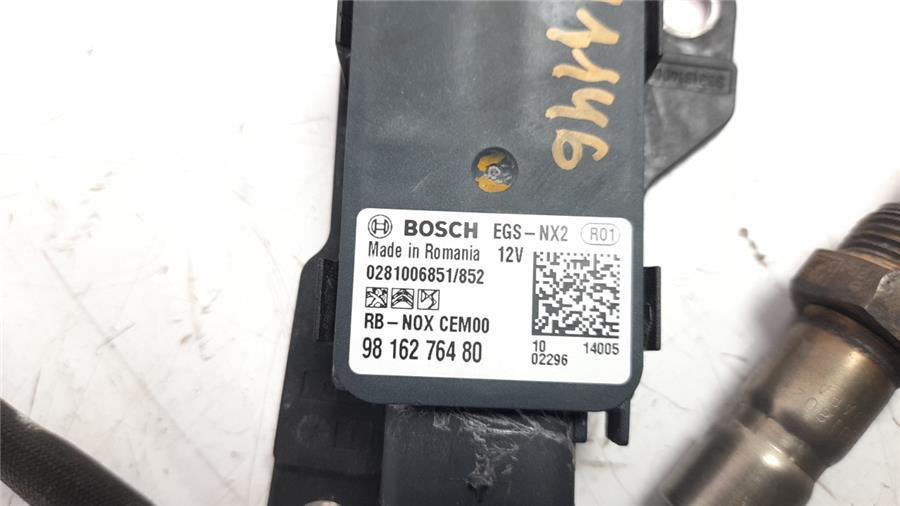 BOSCH EGS-NX2 R01
Made in Romania 12V
0281006851/852
RB-NOX CEM00
98 162 764 80
10 14005
02296